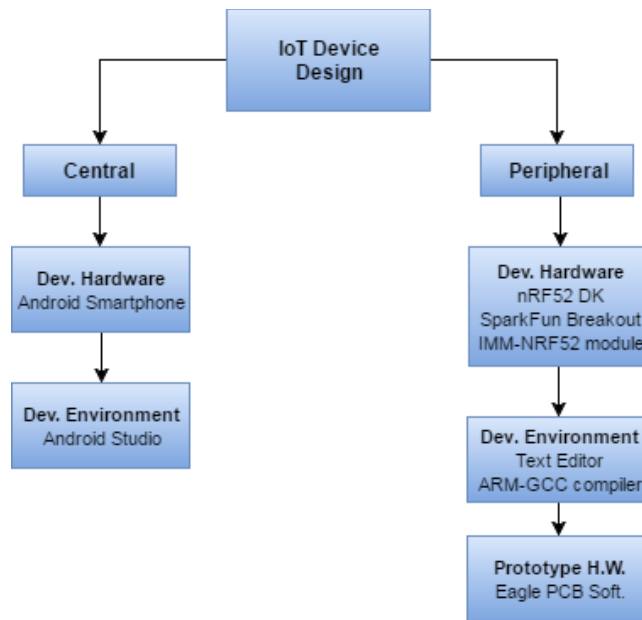 IoT Device
Design
Central
Peripheral
Dev. Hardware
Android Smartphone
Dev. Hardware
nRF52 DK
SparkFun Breakout
IMM-NRF52 module
Dev. Environment
Android Studio
Dev. Environment
Text Editor
ARM-GCC compiler
Prototype H.W.
Eagle PCB Soft.